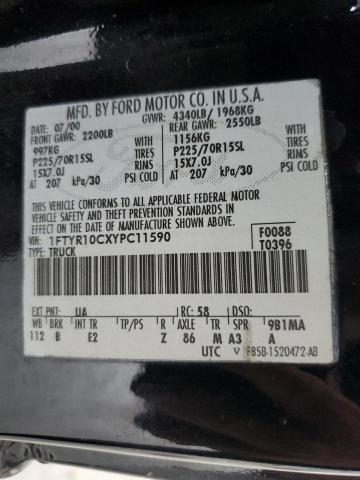 MFD. BY FORD MOTOR CO. IN U.S.A.
DATE: 07/00 GVWR: 4340LB/ 1968KG
FRONT GAWR: 2200LB REAR GAWR: 2550LB
997KG WITH 1156KG WITH
P225/70R15SL TIRES P225/70R15SL TIRES
15X7.0J RIMS 15X7.0J RIMS
AT 207 kPa/30 PSI COLD AT 207 kPa/30 PSI COLD
THIS VEHICLE CONFORMS TO ALL APPLICABLE FEDERAL MOTOR
VEHICLE SAFETY AND THEFT PREVENTION STANDARDS IN EFFECT
ON THE DATE OF MANUFACTURE SHOWN ABOVE.
VIN: 1FTYR10CXYPC11590 F0088
TYPE: TRUCK T0396
EXT PNT: UA RC: 58 DSO:
WB BRK INT TR TP/PS R AXLE TR SPR 9B1MA
112 B E2 Z 86 M A3 A
UTC ▽ F85B-1520472-AB